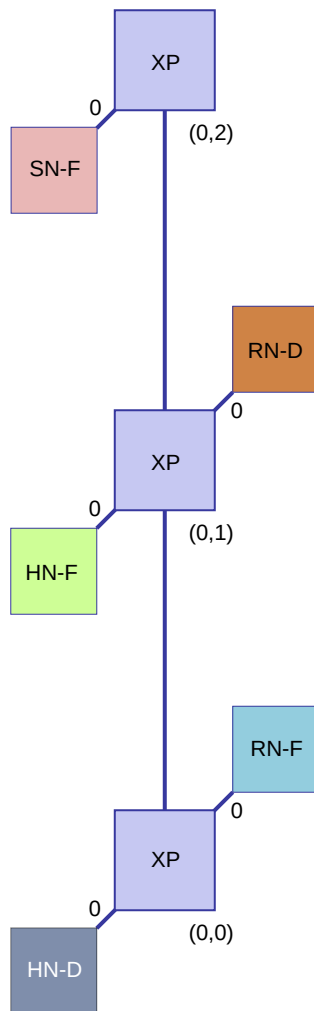 XP
0
(0,2)
SN-F
RN-D
0
XP
0
(0,1)
HN-F
RN-F
0
XP
0
(0,0)
HN-D